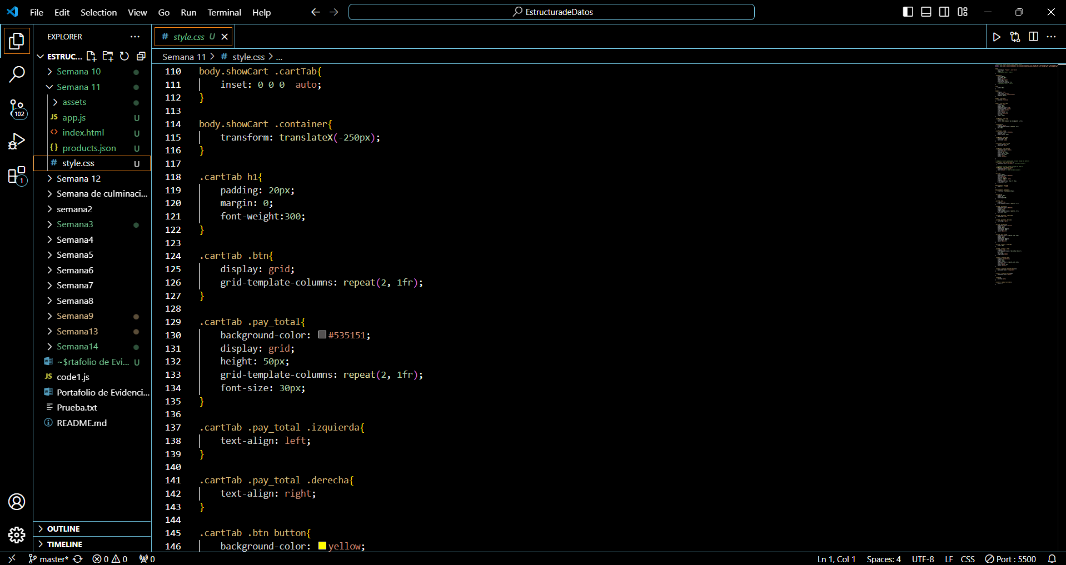 File Edit Selection View Go Run Terminal Help
EstructuradeDatos
EXPLORER
# style.css U
ESTRUC...
Semana 11 > # style.css > ...
Semana 10
Semana 11
assets
JS app.js U
<> index.html U
{} products.json U
# style.css U
Semana 12
Semana de culminaci...
semana2
Semana3
Semana4
Semana5
Semana6
Semana7
Semana8
Semana9
Semana13
Semana14
~$rtafolio de Evi... U
JS code1.js
Portafolio de Evidenci...
Prueba.txt
README.md
OUTLINE
TIMELINE
102
1
110 body.showCart .cartTab{
111 inset: 0 0 0  auto;
112 }
113
114 body.showCart .container{
115 transform: translateX(-250px);
116 }
117
118 .cartTab h1{
119 padding: 20px;
120 margin: 0;
121 font-weight:300;
122 }
123
124 .cartTab .btn{
125 display: grid;
126 grid-template-columns: repeat(2, 1fr);
127 }
128
129 .cartTab .pay_total{
130 background-color: #535151;
131 display: grid;
132 height: 50px;
133 grid-template-columns: repeat(2, 1fr);
134 font-size: 30px;
135 }
136
137 .cartTab .pay_total .izquierda{
138 text-align: left;
139 }
140
141 .cartTab .pay_total .derecha{
142 text-align: right;
143 }
144
145 .cartTab .btn button{
146 background-color: yellow;
master* 0 0 0
Ln 1, Col 1 Spaces: 4 UTF-8 LF CSS Port : 5500